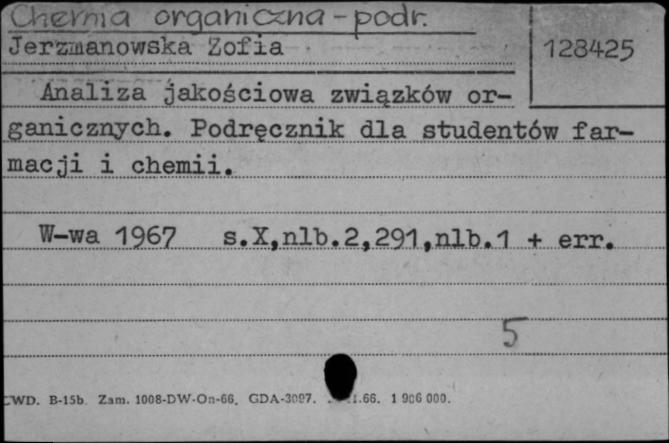 Chemia organiczna - podr.
Jerzmanowska Zofia
128425
Analiza jakościowa związków or-
ganicznych. Podręcznik dla studentów far-
macji i chemii.
W-wa 1967 s.X,nlb.2,291,nlb.1 + err.
5
CWD. B-15b. Zam. 1008-DW-On-66. GDA-3097. .66. 1 906 000.